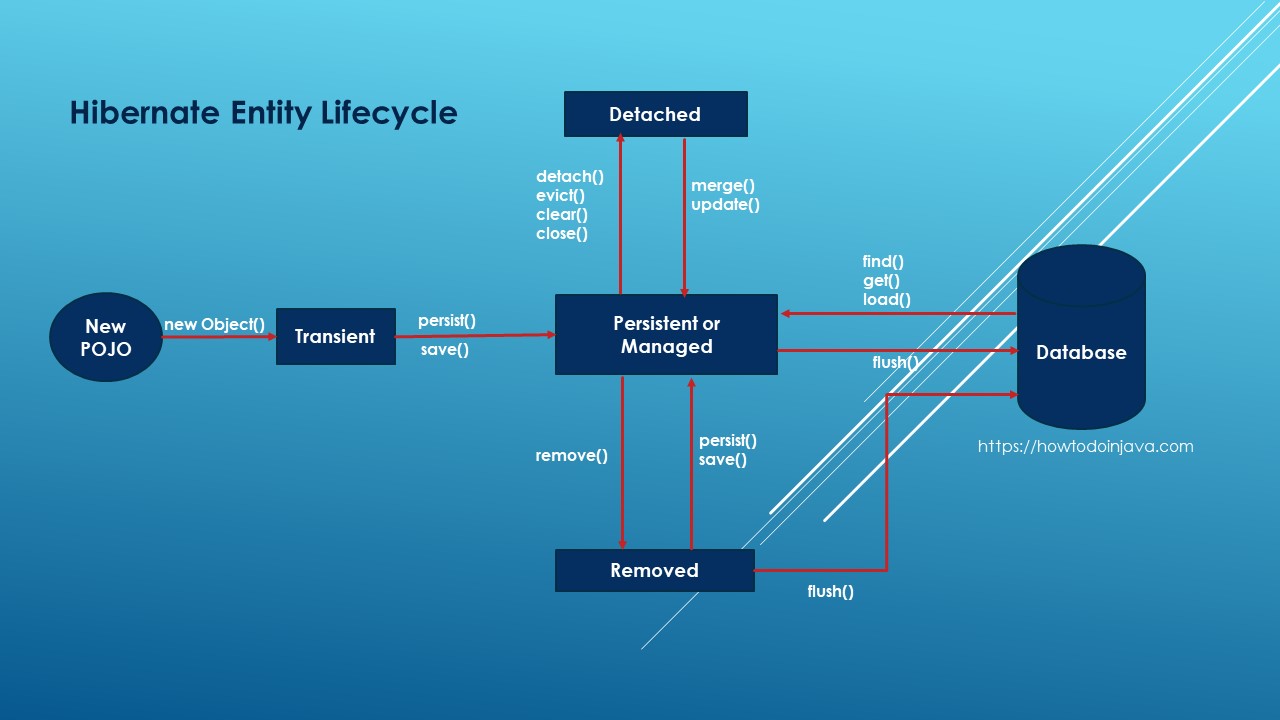 Hibernate Entity Lifecycle
Detached
detach()
evict()
clear()
close()
merge()
update()
find()
get()
load()
New
POJO
new Object()
Transient
persist()
save()
Persistent or
Managed
flush()
Database
https://howtodoinjava.com
remove()
persist()
save()
Removed
flush()